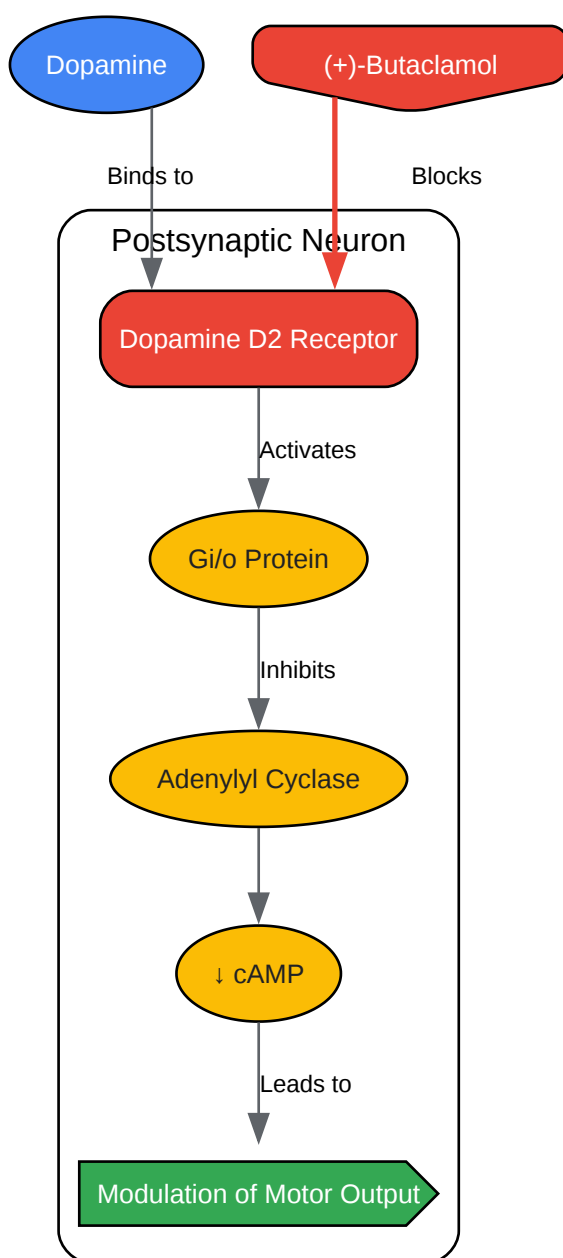 Dopamine
(+)-Butaclamol
Binds to
Blocks
Postsynaptic Neuron
Dopamine D2 Receptor
Activates
Gi/o Protein
Inhibits
Adenylyl Cyclase
↓ cAMP
Leads to
Modulation of Motor Output